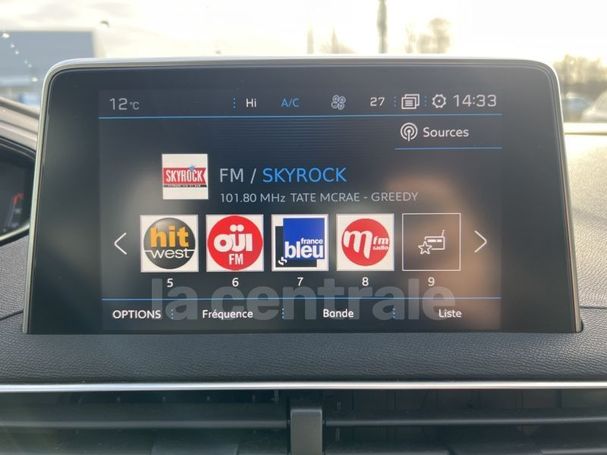 12°C Hi A/C 27 14:33
Sources
SKYROCK FM / SKYROCK
101.80 MHz TATE MCRAE - GREEDY
hit west OÜI FM france bleu m fm radio
5 6 7 8 9
la centrale
OPTIONS Fréquence Bande Liste